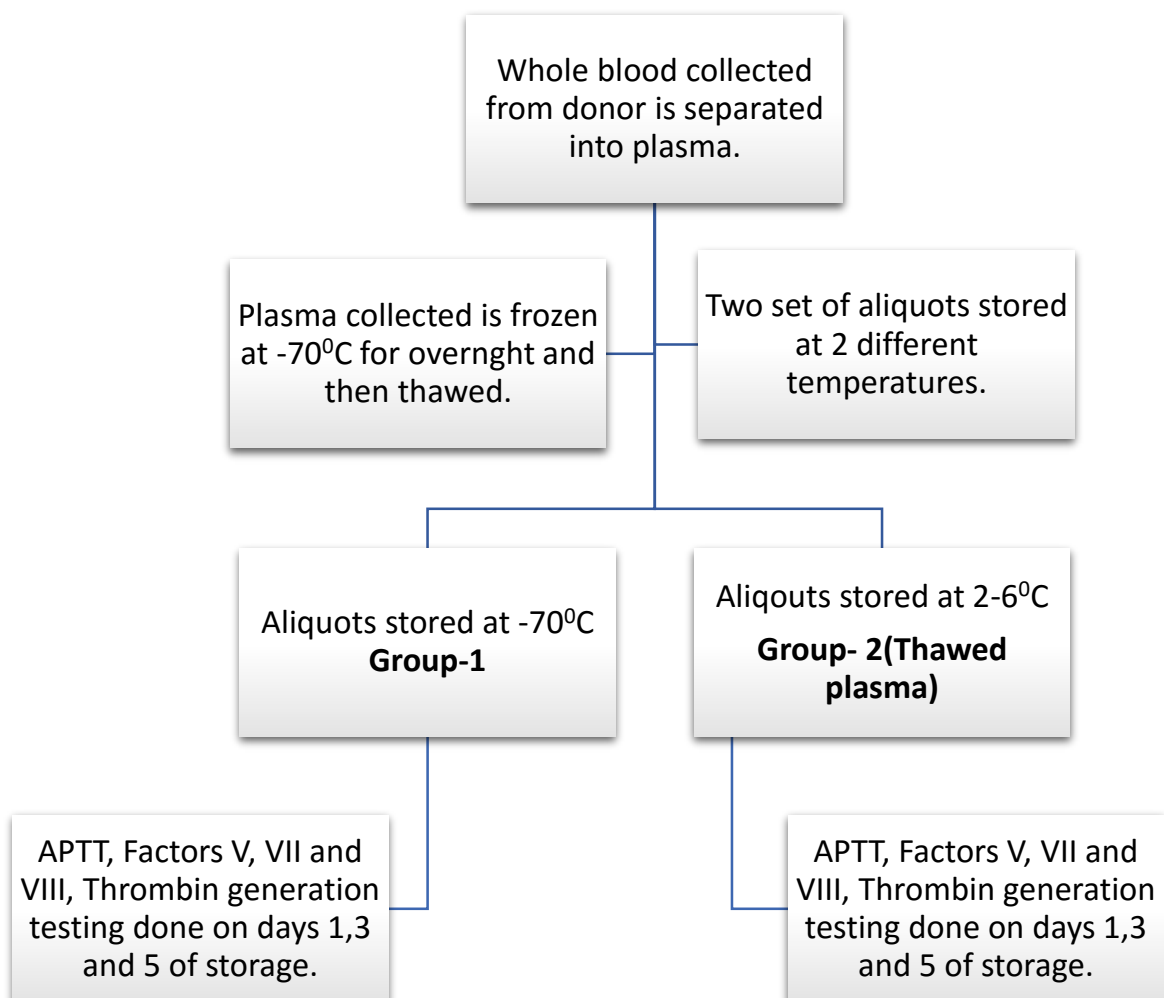 Whole blood collected
from donor is separated
into plasma.
Plasma collected is frozen
at -70⁰C for overnght and
then thawed.
Two set of aliquots stored
at 2 different
temperatures.
Aliquots stored at -70⁰C
Group-1
Aliqouts stored at 2-6⁰C
Group- 2(Thawed
plasma)
APTT, Factors V, VII and
VIII, Thrombin generation
testing done on days 1,3
and 5 of storage.
APTT, Factors V, VII and
VIII, Thrombin generation
testing done on days 1,3
and 5 of storage.